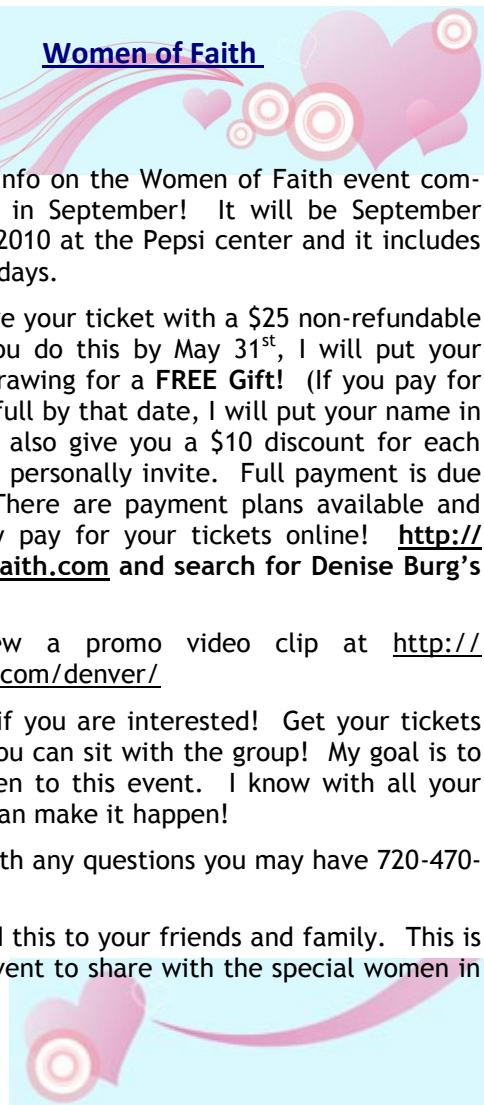 Women of Faith
nfo on the Women of Faith event com-
in September! It will be September
2010 at the Pepsi center and it includes
days.
e your ticket with a $25 non-refundable
ou do this by May 31st, I will put your
rawing for a FREE Gift! (If you pay for
full by that date, I will put your name in
also give you a $10 discount for each
personally invite. Full payment is due
There are payment plans available and
y pay for your tickets online! http://
aith.com and search for Denise Burg’s
ew a promo video clip at http://
com/denver/
if you are interested! Get your tickets
ou can sit with the group! My goal is to
en to this event. I know with all your
an make it happen!
th any questions you may have 720-470-
d this to your friends and family. This is
vent to share with the special women in